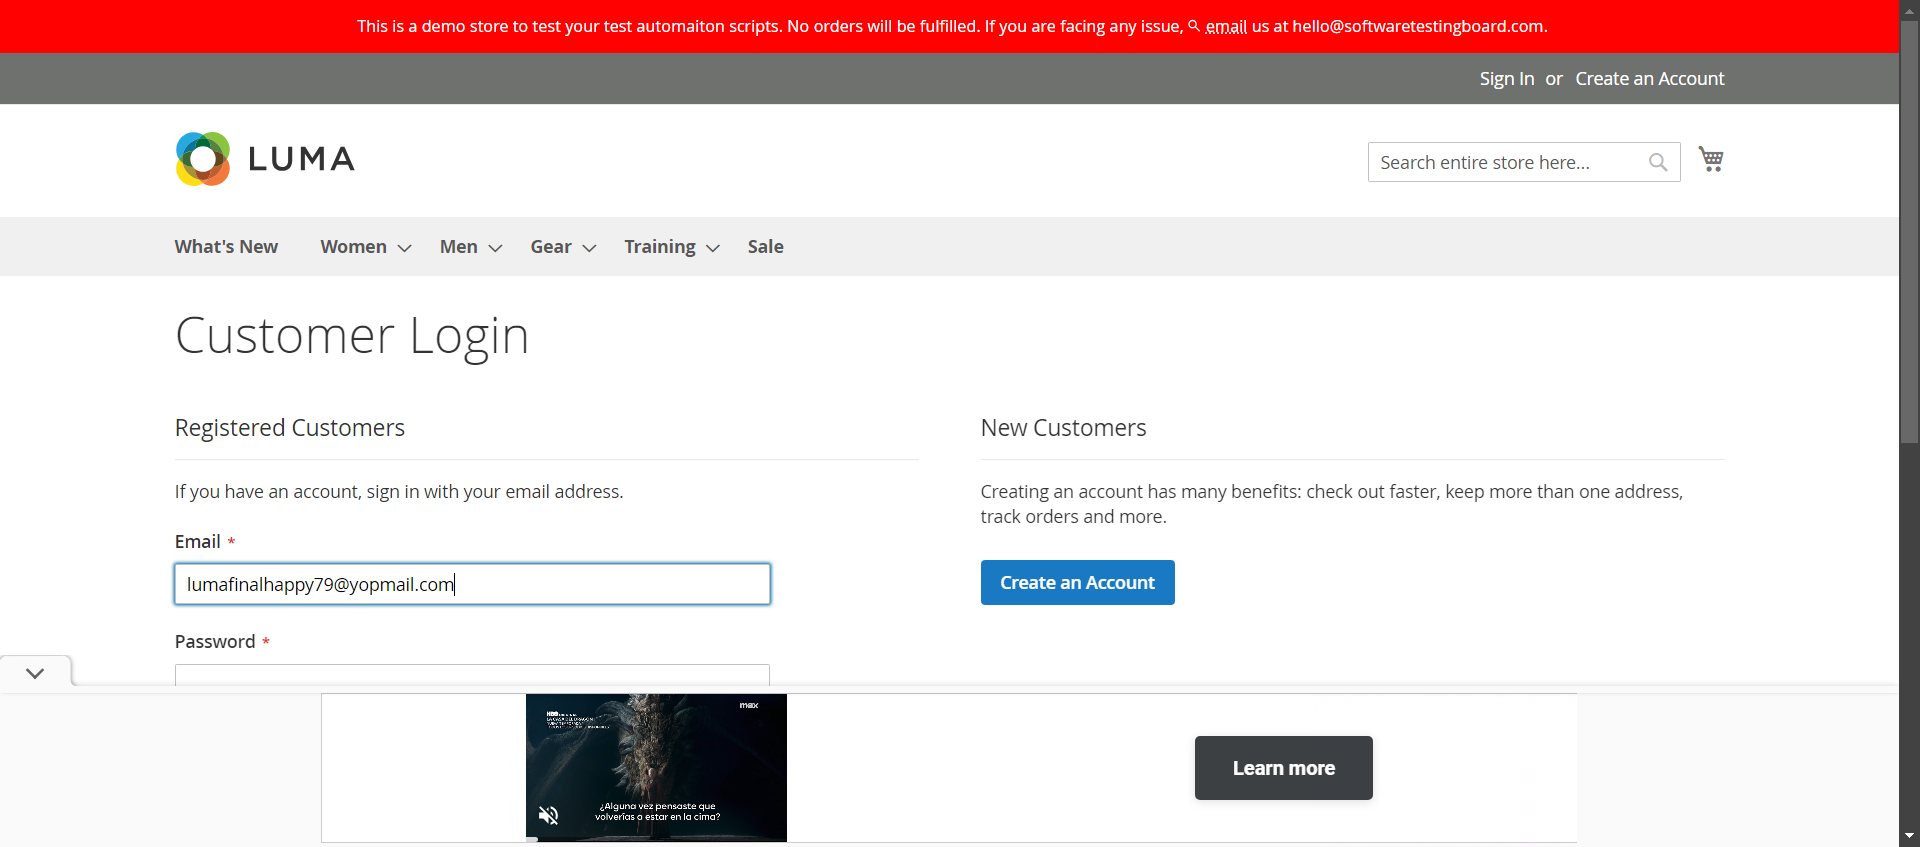 This is a demo store to test your test automaiton scripts. No orders will be fulfilled. If you are facing any issue, email us at hello@softwaretestingboard.com.
Sign In or Create an Account
LUMA
Search entire store here...
What's New Women Men Gear Training Sale
Customer Login
Registered Customers
If you have an account, sign in with your email address.
Email *
lumafinalhappy79@yopmail.com
Password *
New Customers
Creating an account has many benefits: check out faster, keep more than one address,
track orders and more.
Create an Account
max
LA CASA DEL DRAGÓN
¿Alguna vez pensaste que
volverías a estar en la cima?
Learn more